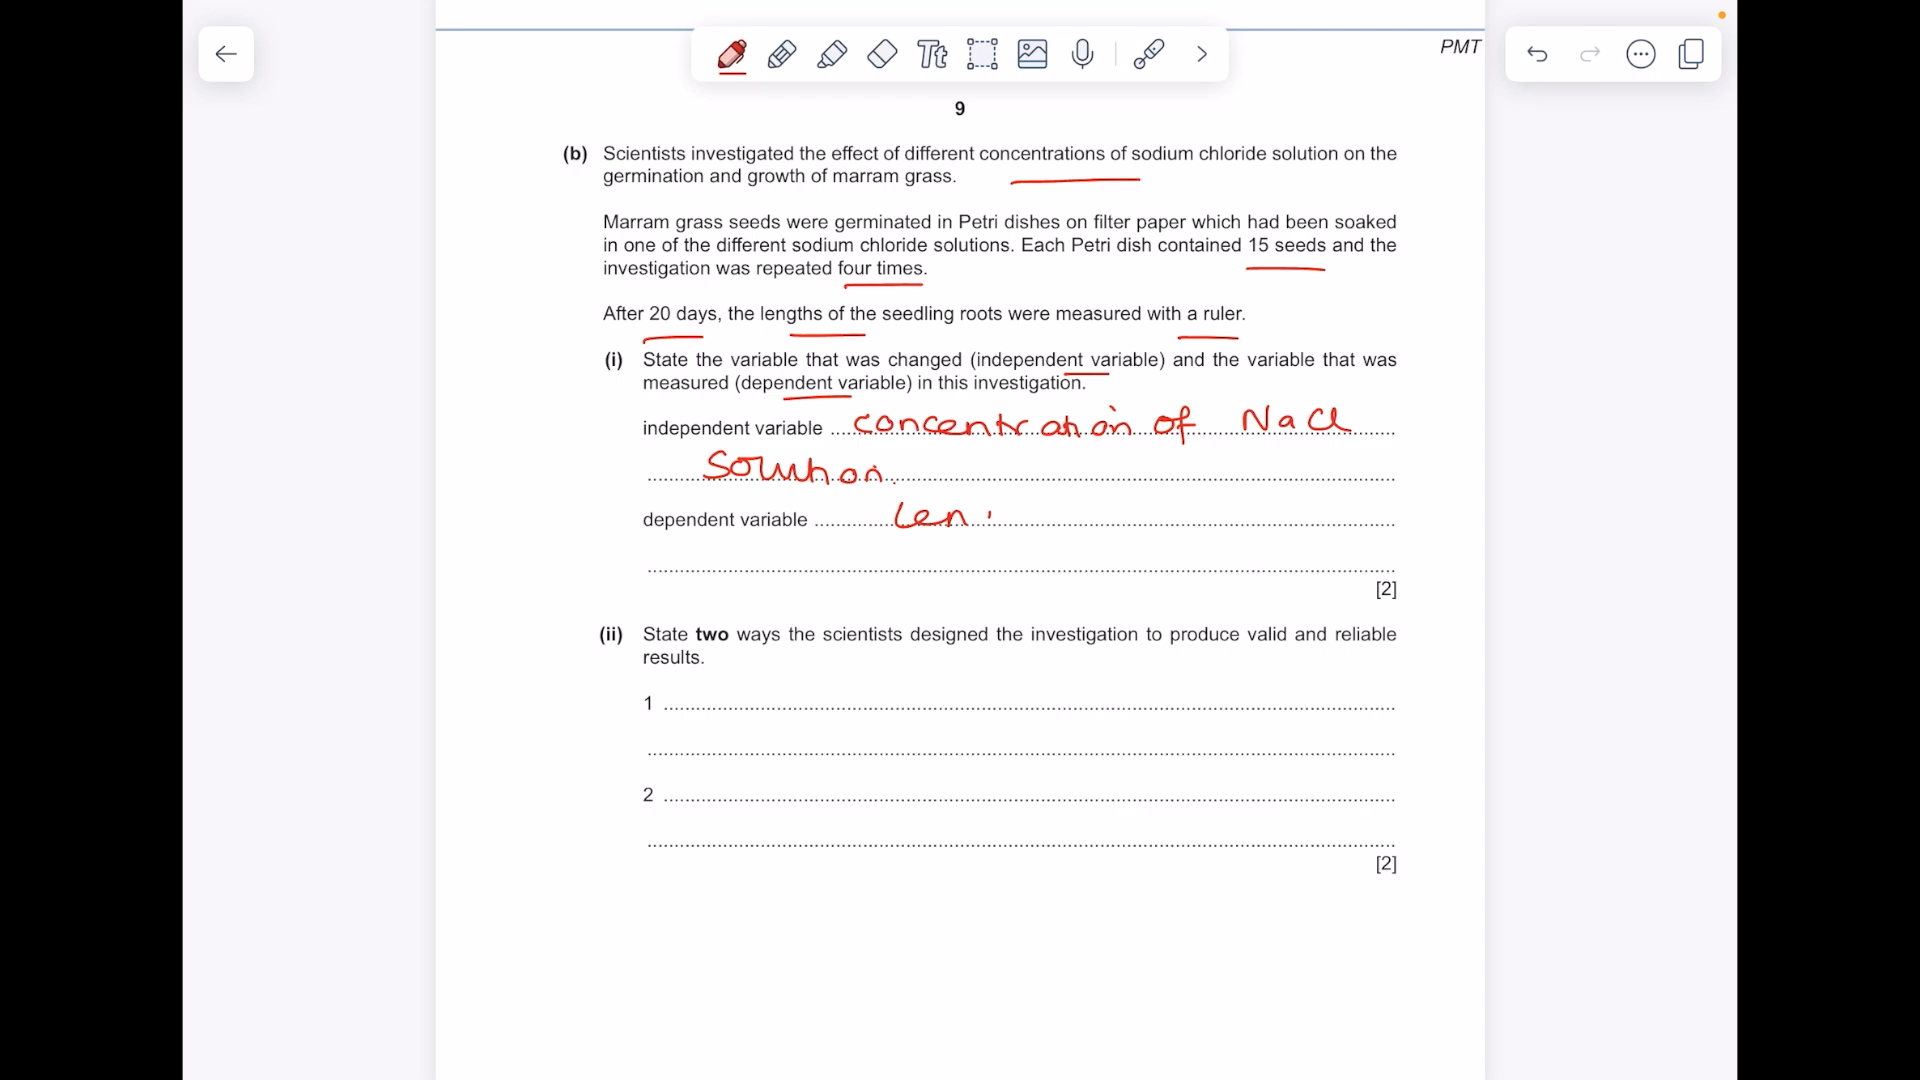 PMT
Tt
9
(b) Scientists investigated the effect of different concentrations of sodium chloride solution on the
germination and growth of marram grass.
Marram grass seeds were germinated in Petri dishes on filter paper which had been soaked
in one of the different sodium chloride solutions. Each Petri dish contained 15 seeds and the
investigation was repeated four times.
After 20 days, the lengths of the seedling roots were measured with a ruler.
(i) State the variable that was changed (independent variable) and the variable that was
measured (dependent variable) in this investigation.
independent variable concentration of NaCl
solution.
dependent variable len
[2]
(ii) State two ways the scientists designed the investigation to produce valid and reliable
results.
1
2
[2]